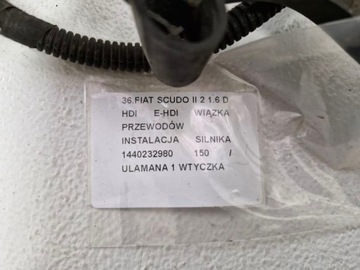 36.FIAT SCUDO II 2 1.6 D
HDI E-HDI WIĄZKA
PRZEWODÓW
INSTALACJA SILNIKA
1440232980 150 /
ULAMANA 1 WTYCZKA